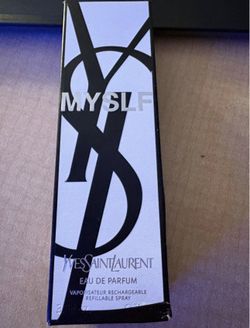 MYSLF
YVESSAINTLAURENT
EAU DE PARFUM
VAPORISATEUR RECHARGEABLE
REFILLABLE SPRAY